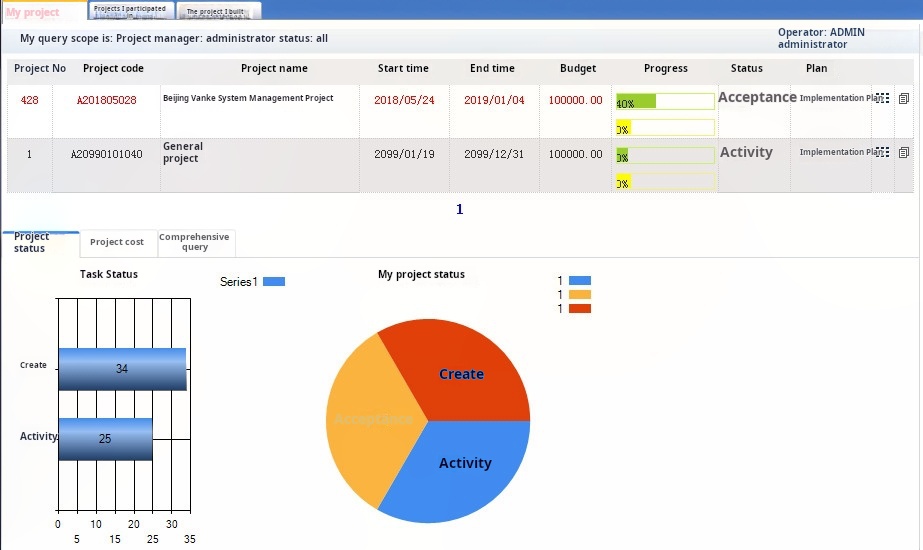 My project
Projects I participated
in
The project I built
My query scope is: Project manager: administrator status: all
Operator: ADMIN
administrator
Project No Project code Project name Start time End time Budget Progress Status Plan
428 A201805028 Beijing Vanke System Management Project 2018/05/24 2019/01/04 100000.00 40% Acceptance Implementation Plan
0%
1 A20990101040 General project 2099/01/19 2099/12/31 100000.00 0% Activity Implementation Plan
0%
1
Project status
Project cost
Comprehensive query
Task Status
Series1
Create
34
Activity
25
0 5 10 15 20 25 30 35
My project status
1
1
1
Create
Acceptance
Activity